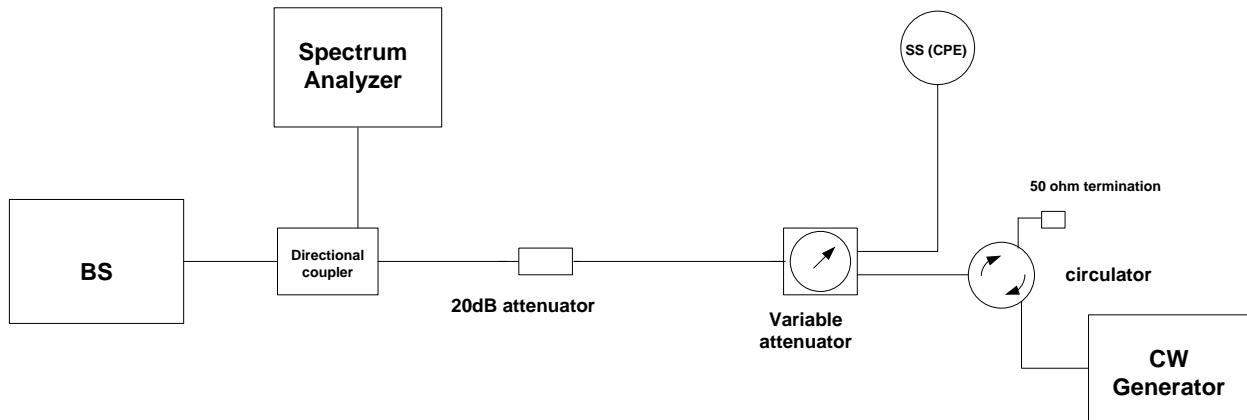 Spectrum
Analyzer
SS (CPE)
50 ohm termination
BS
Directional
coupler
20dB attenuator
Variable
attenuator
circulator
CW
Generator